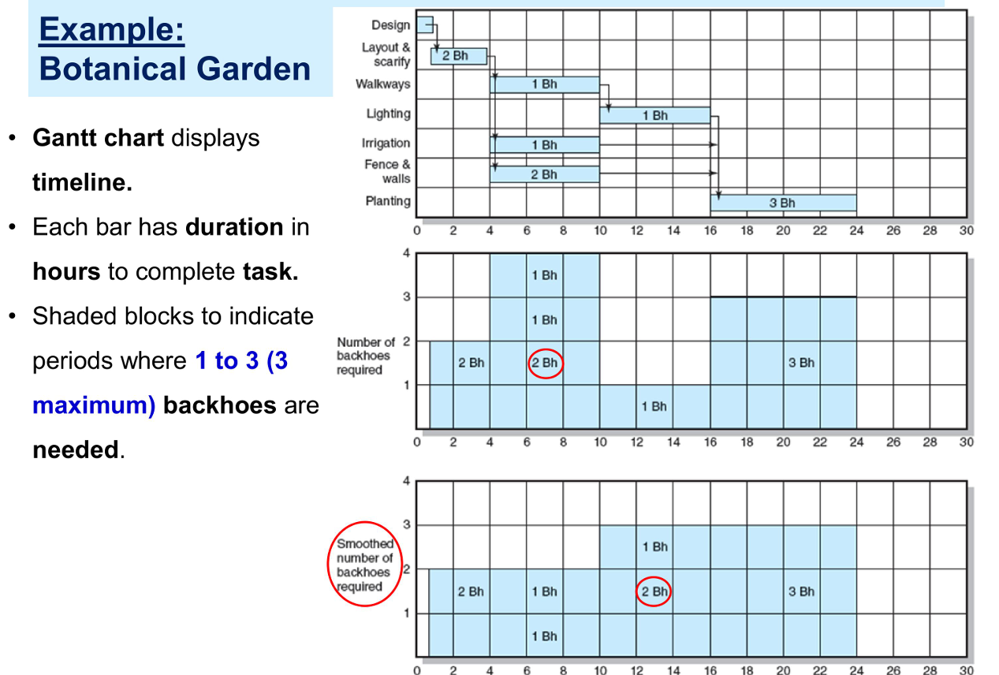 Example:
Botanical Garden
• Gantt chart displays
timeline.
• Each bar has duration in
hours to complete task.
• Shaded blocks to indicate
periods where 1 to 3 (3
maximum) backhoes are
needed.
Design
Layout &
scarify
2 Bh
Walkways
1 Bh
Lighting
1 Bh
Irrigation
1 Bh
Fence &
walls
2 Bh
Planting
3 Bh
0 2 4 6 8 10 12 14 16 18 20 22 24 26 28 30
4
1 Bh
3
1 Bh
Number of
backhoes
required
2
2 Bh
2 Bh
3 Bh
1
1 Bh
0 2 4 6 8 10 12 14 16 18 20 22 24 26 28 30
4
3
1 Bh
Smoothed
number of
backhoes
required
2
2 Bh
1 Bh
2 Bh
3 Bh
1
1 Bh
0 2 4 6 8 10 12 14 16 18 20 22 24 26 28 30